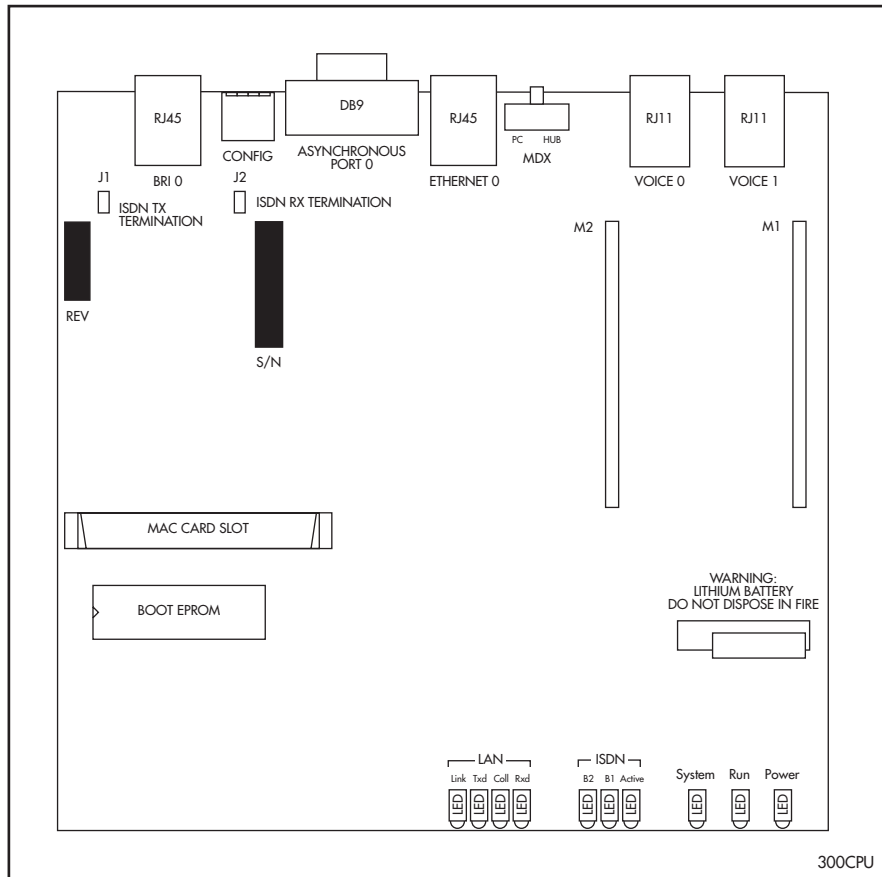 RJ45
DB9
RJ45
RJ11
RJ11
PC HUB
CONFIG
ASYNCHRONOUS
PORT 0
MDX
BRI 0
ETHERNET 0
VOICE 0
VOICE 1
J1
J2
ISDN TX
TERMINATION
ISDN RX TERMINATION
M2
M1
REV
S/N
MAC CARD SLOT
WARNING:
LITHIUM BATTERY
DO NOT DISPOSE IN FIRE
BOOT EPROM
LAN
ISDN
Link Txd Coll Rxd
B2 B1 Active
System Run Power
LED LED LED LED
LED LED LED
LED LED LED
300CPU